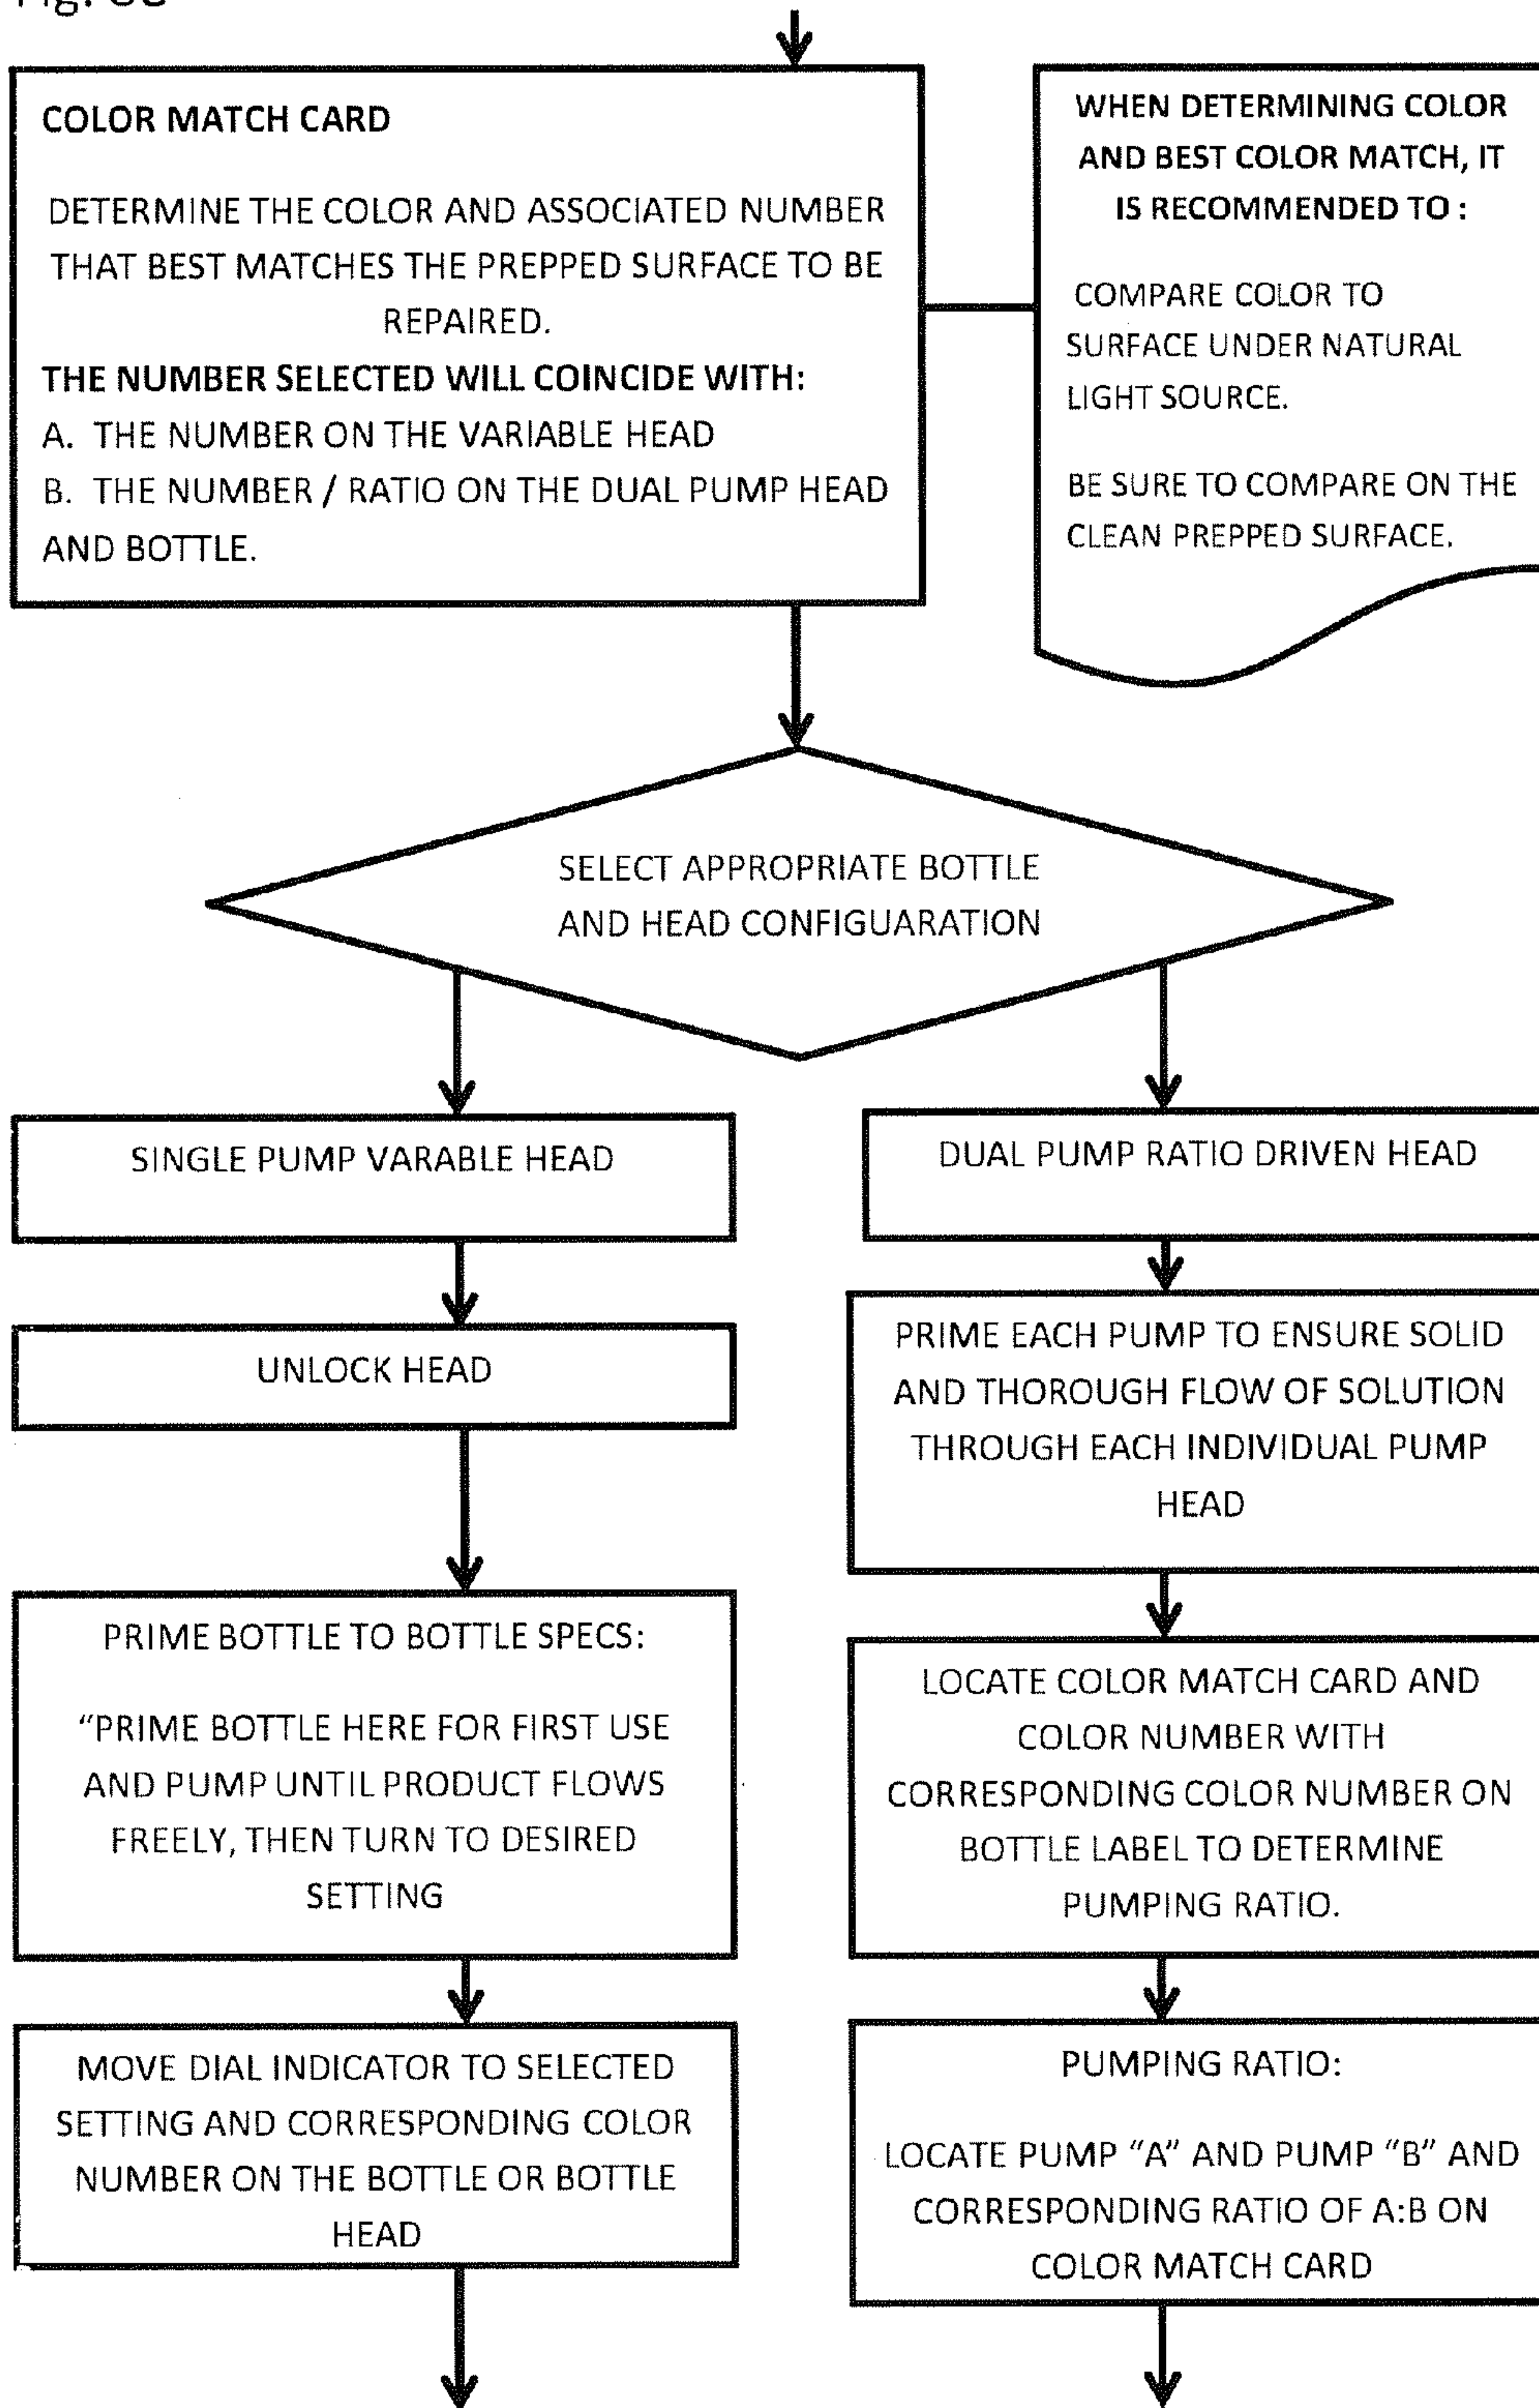 COLOR MATCH CARD
DETERMINE THE COLOR AND ASSOCIATED NUMBER
THAT BEST MATCHES THE PREPPED SURFACE TO BE
REPAIRED.
THE NUMBER SELECTED WILL COINCIDE WITH:
A. THE NUMBER ON THE VARIABLE HEAD
B. THE NUMBER / RATIO ON THE DUAL PUMP HEAD
AND BOTTLE.
WHEN DETERMINING COLOR
AND BEST COLOR MATCH, IT
IS RECOMMENDED TO :
COMPARE COLOR TO
SURFACE UNDER NATURAL
LIGHT SOURCE.
BE SURE TO COMPARE ON THE
CLEAN PREPPED SURFACE.
SELECT APPROPRIATE BOTTLE
AND HEAD CONFIGUARATION
SINGLE PUMP VARABLE HEAD
UNLOCK HEAD
PRIME BOTTLE TO BOTTLE SPECS:
“PRIME BOTTLE HERE FOR FIRST USE
AND PUMP UNTIL PRODUCT FLOWS
FREELY, THEN TURN TO DESIRED
SETTING
MOVE DIAL INDICATOR TO SELECTED
SETTING AND CORRESPONDING COLOR
NUMBER ON THE BOTTLE OR BOTTLE
HEAD
DUAL PUMP RATIO DRIVEN HEAD
PRIME EACH PUMP TO ENSURE SOLID
AND THOROUGH FLOW OF SOLUTION
THROUGH EACH INDIVIDUAL PUMP
HEAD
LOCATE COLOR MATCH CARD AND
COLOR NUMBER WITH
CORRESPONDING COLOR NUMBER ON
BOTTLE LABEL TO DETERMINE
PUMPING RATIO.
PUMPING RATIO:
LOCATE PUMP “A” AND PUMP “B” AND
CORRESPONDING RATIO OF A:B ON
COLOR MATCH CARD